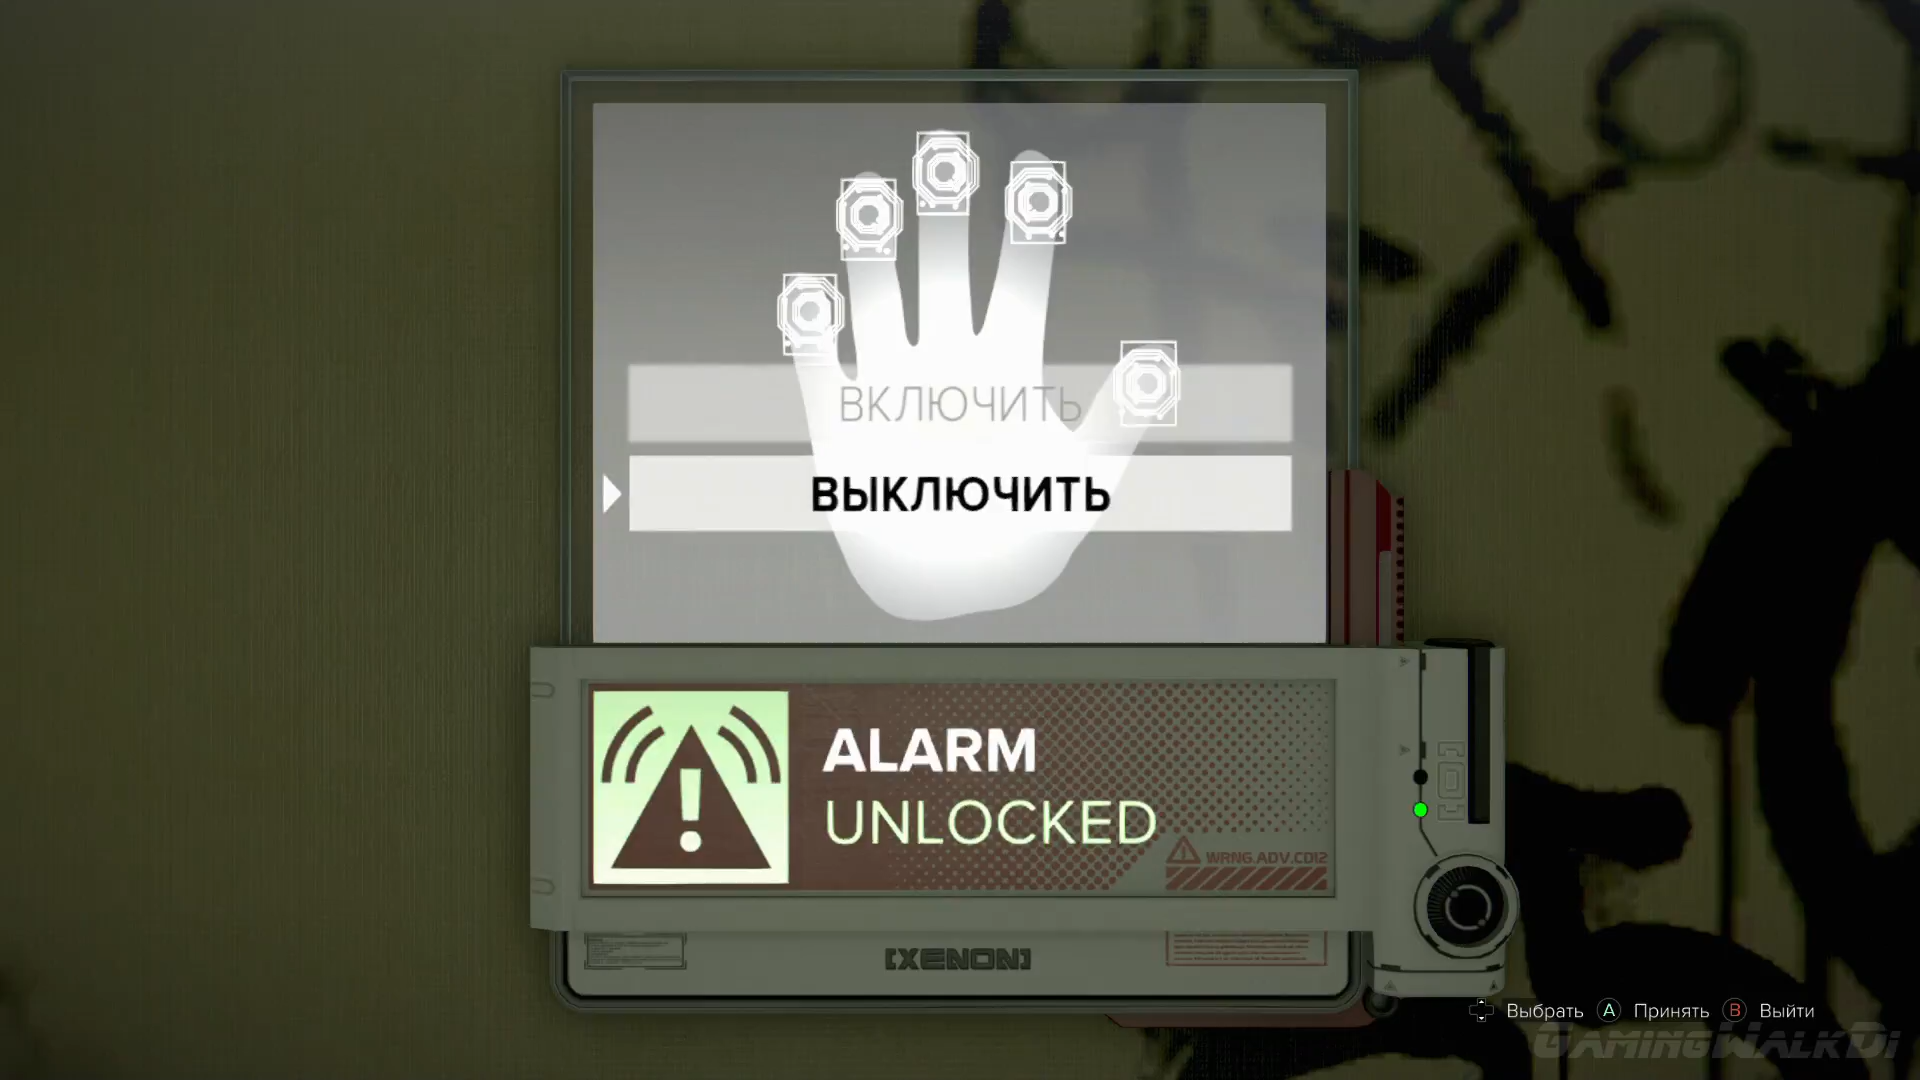 ВКЛЮЧИТЬ
ВЫКЛЮЧИТЬ
ALARM
UNLOCKED
WRNG.ADV.CD12
[XENON]
Выбрать A Принять B Выйти
GamingWalkDi